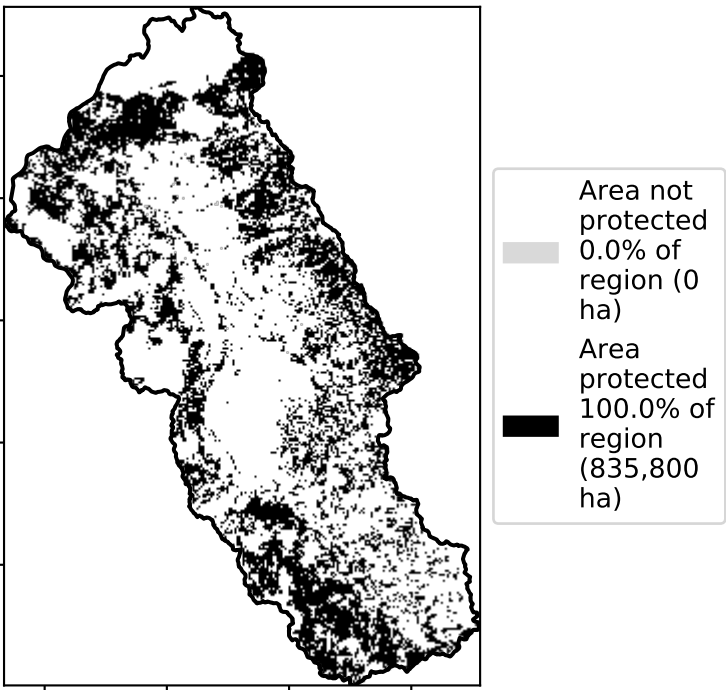 Area not
protected
0.0% of
region (0
ha)
Area
protected
100.0% of
region
(835,800
ha)